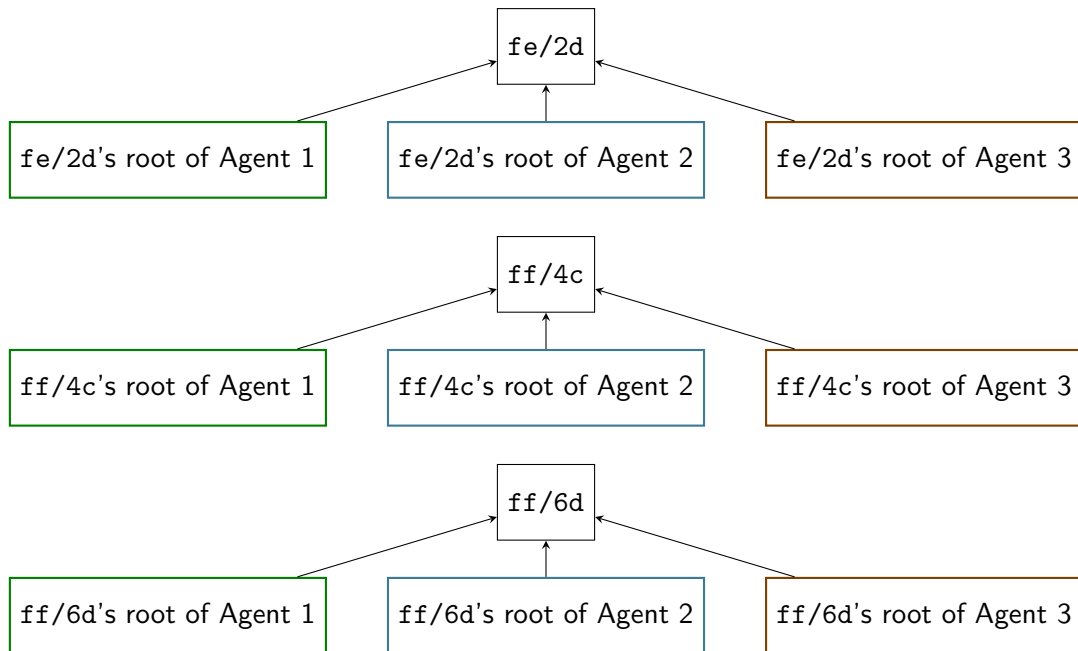 fe/2d
fe/2d's root of Agent 1
fe/2d's root of Agent 2
fe/2d's root of Agent 3
ff/4c
ff/4c's root of Agent 1
ff/4c's root of Agent 2
ff/4c's root of Agent 3
ff/6d
ff/6d's root of Agent 1
ff/6d's root of Agent 2
ff/6d's root of Agent 3